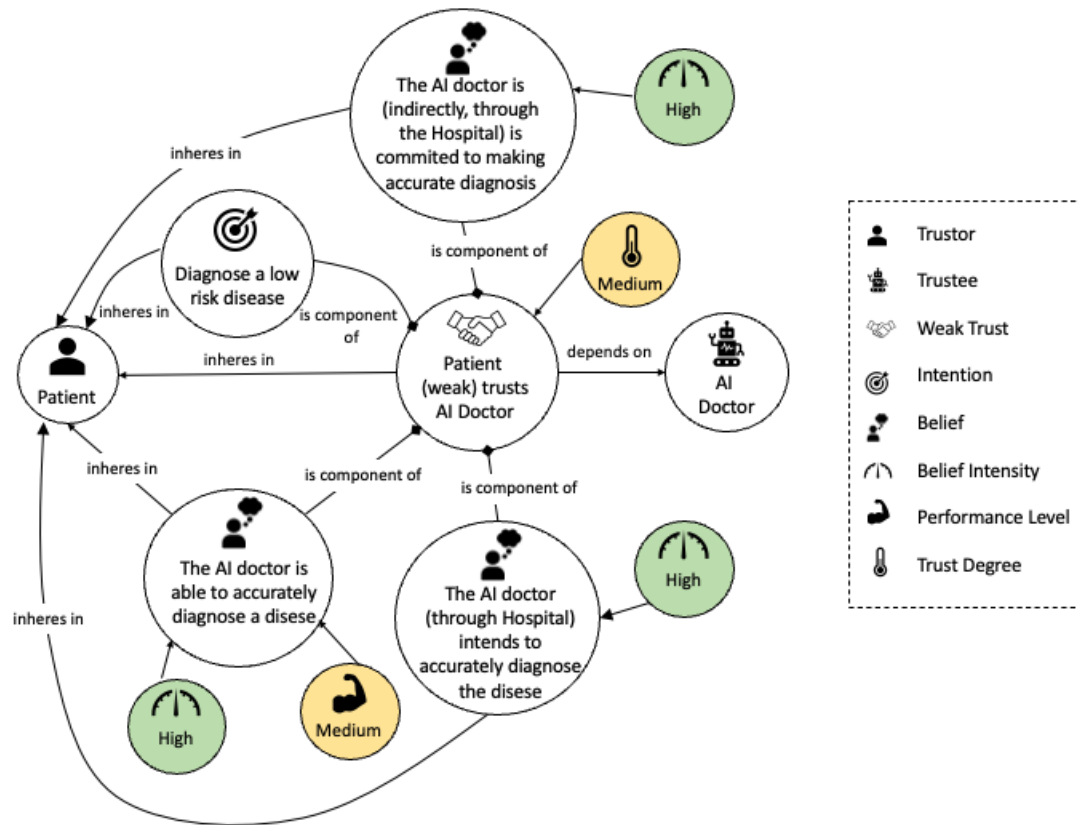 The AI doctor is
(indirectly, through
the Hospital) is
commited to making
accurate diagnosis
High
inheres in
is component of
Diagnose a low
risk disease
Medium
inheres in
is component
of
Patient
inheres in
Patient
(weak) trusts
AI Doctor
depends on
AI
Doctor
inheres in
is component of
is component of
The AI doctor is
able to accurately
diagnose a disese
High
Medium
The AI doctor
(through Hospital)
intends to
accurately diagnose
the disese
High
inheres in
Trustor
Trustee
Weak Trust
Intention
Belief
Belief Intensity
Performance Level
Trust Degree